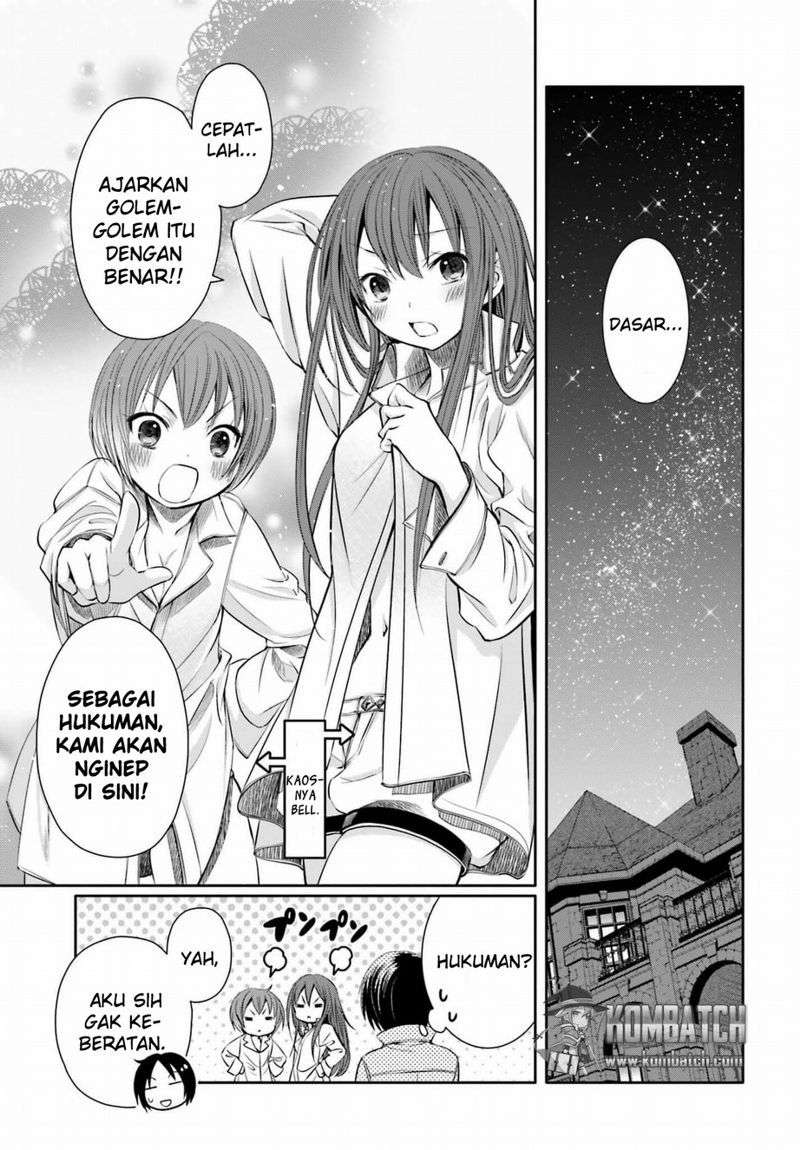 DASAR...
CEPAT-
LAH...
AJARKAN
GOLEM-
GOLEM ITU
DENGAN
BENAR!!
SEBAGAI
HUKUMAN,
KAMI AKAN
NGINEP
DI SINI!
KAOS-
NYA
BELL.
HUKUMAN?
プンプン
YAH,
AKU SIH
GAK KE-
BERATAN.
KOMBATCH
www.kombatch.com